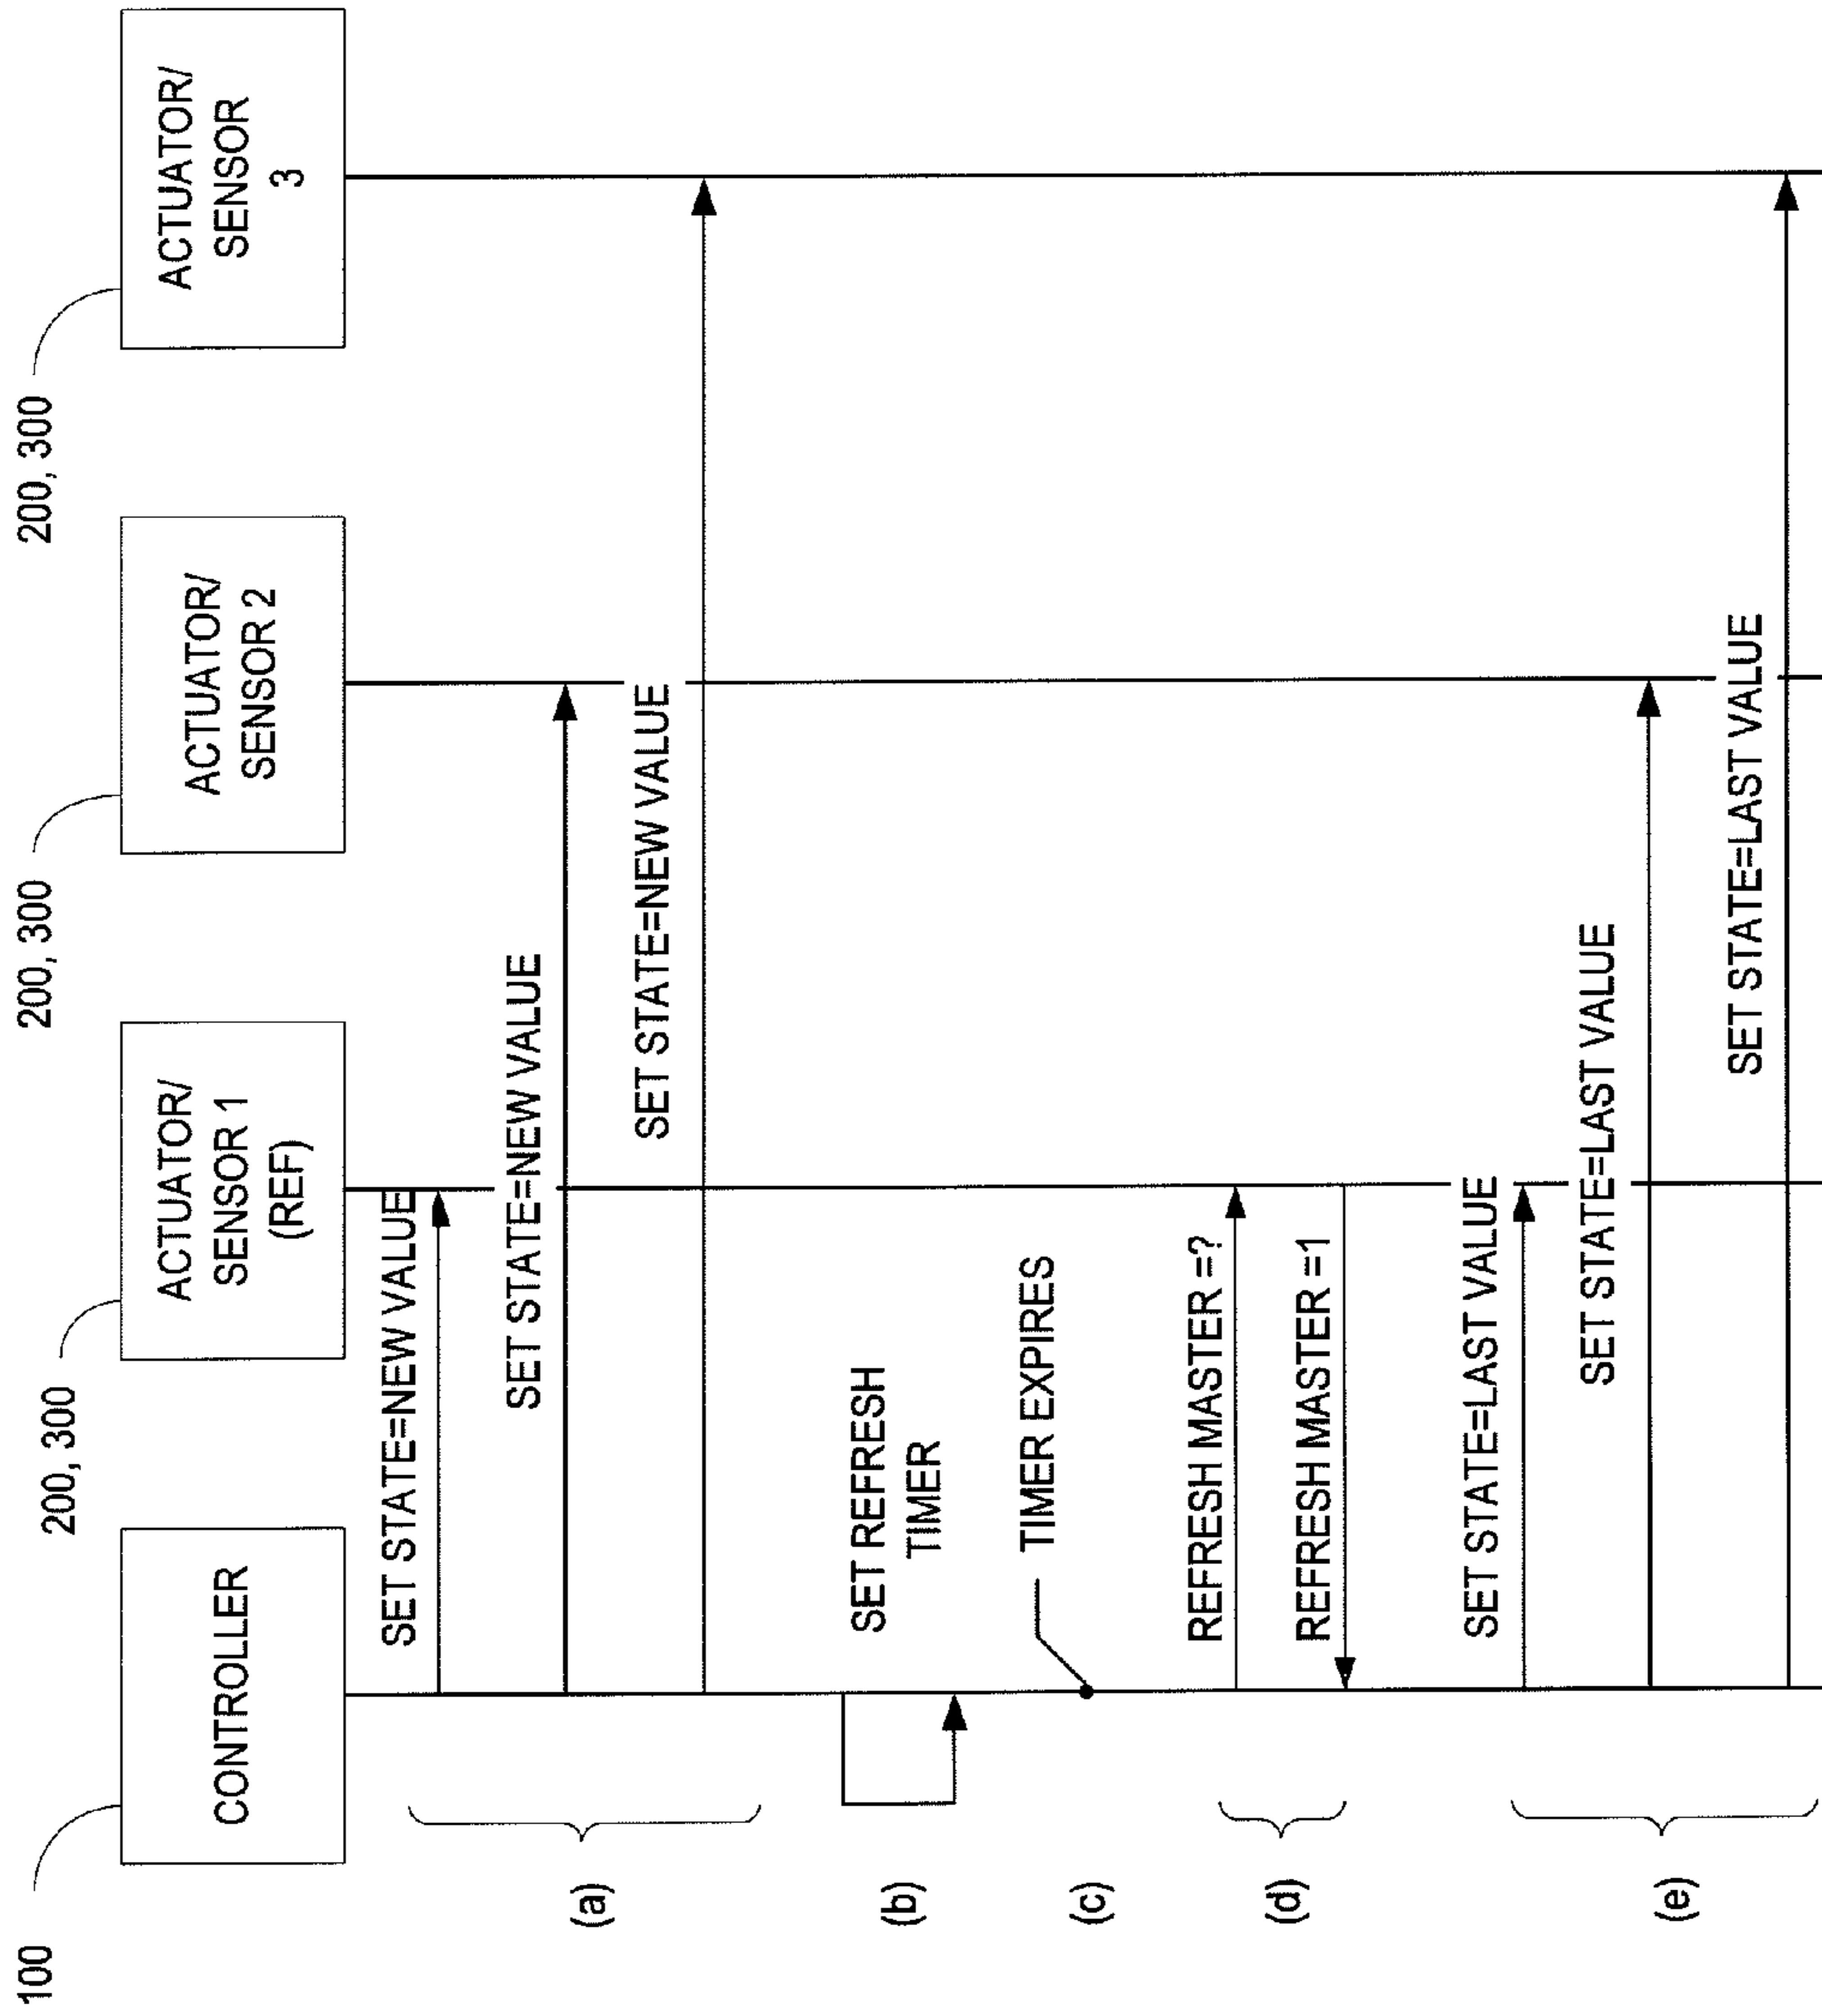 100
200, 300
200, 300
200, 300
CONTROLLER
ACTUATOR/
SENSOR 1
(REF)
ACTUATOR/
SENSOR 2
ACTUATOR/
SENSOR
3
(a)
SET STATE=NEW VALUE
SET STATE=NEW VALUE
SET STATE=NEW VALUE
(b)
SET REFRESH
TIMER
(c)
TIMER EXPIRES
(d)
REFRESH MASTER =?
REFRESH MASTER =1
(e)
SET STATE=LAST VALUE
SET STATE=LAST VALUE
SET STATE=LAST VALUE